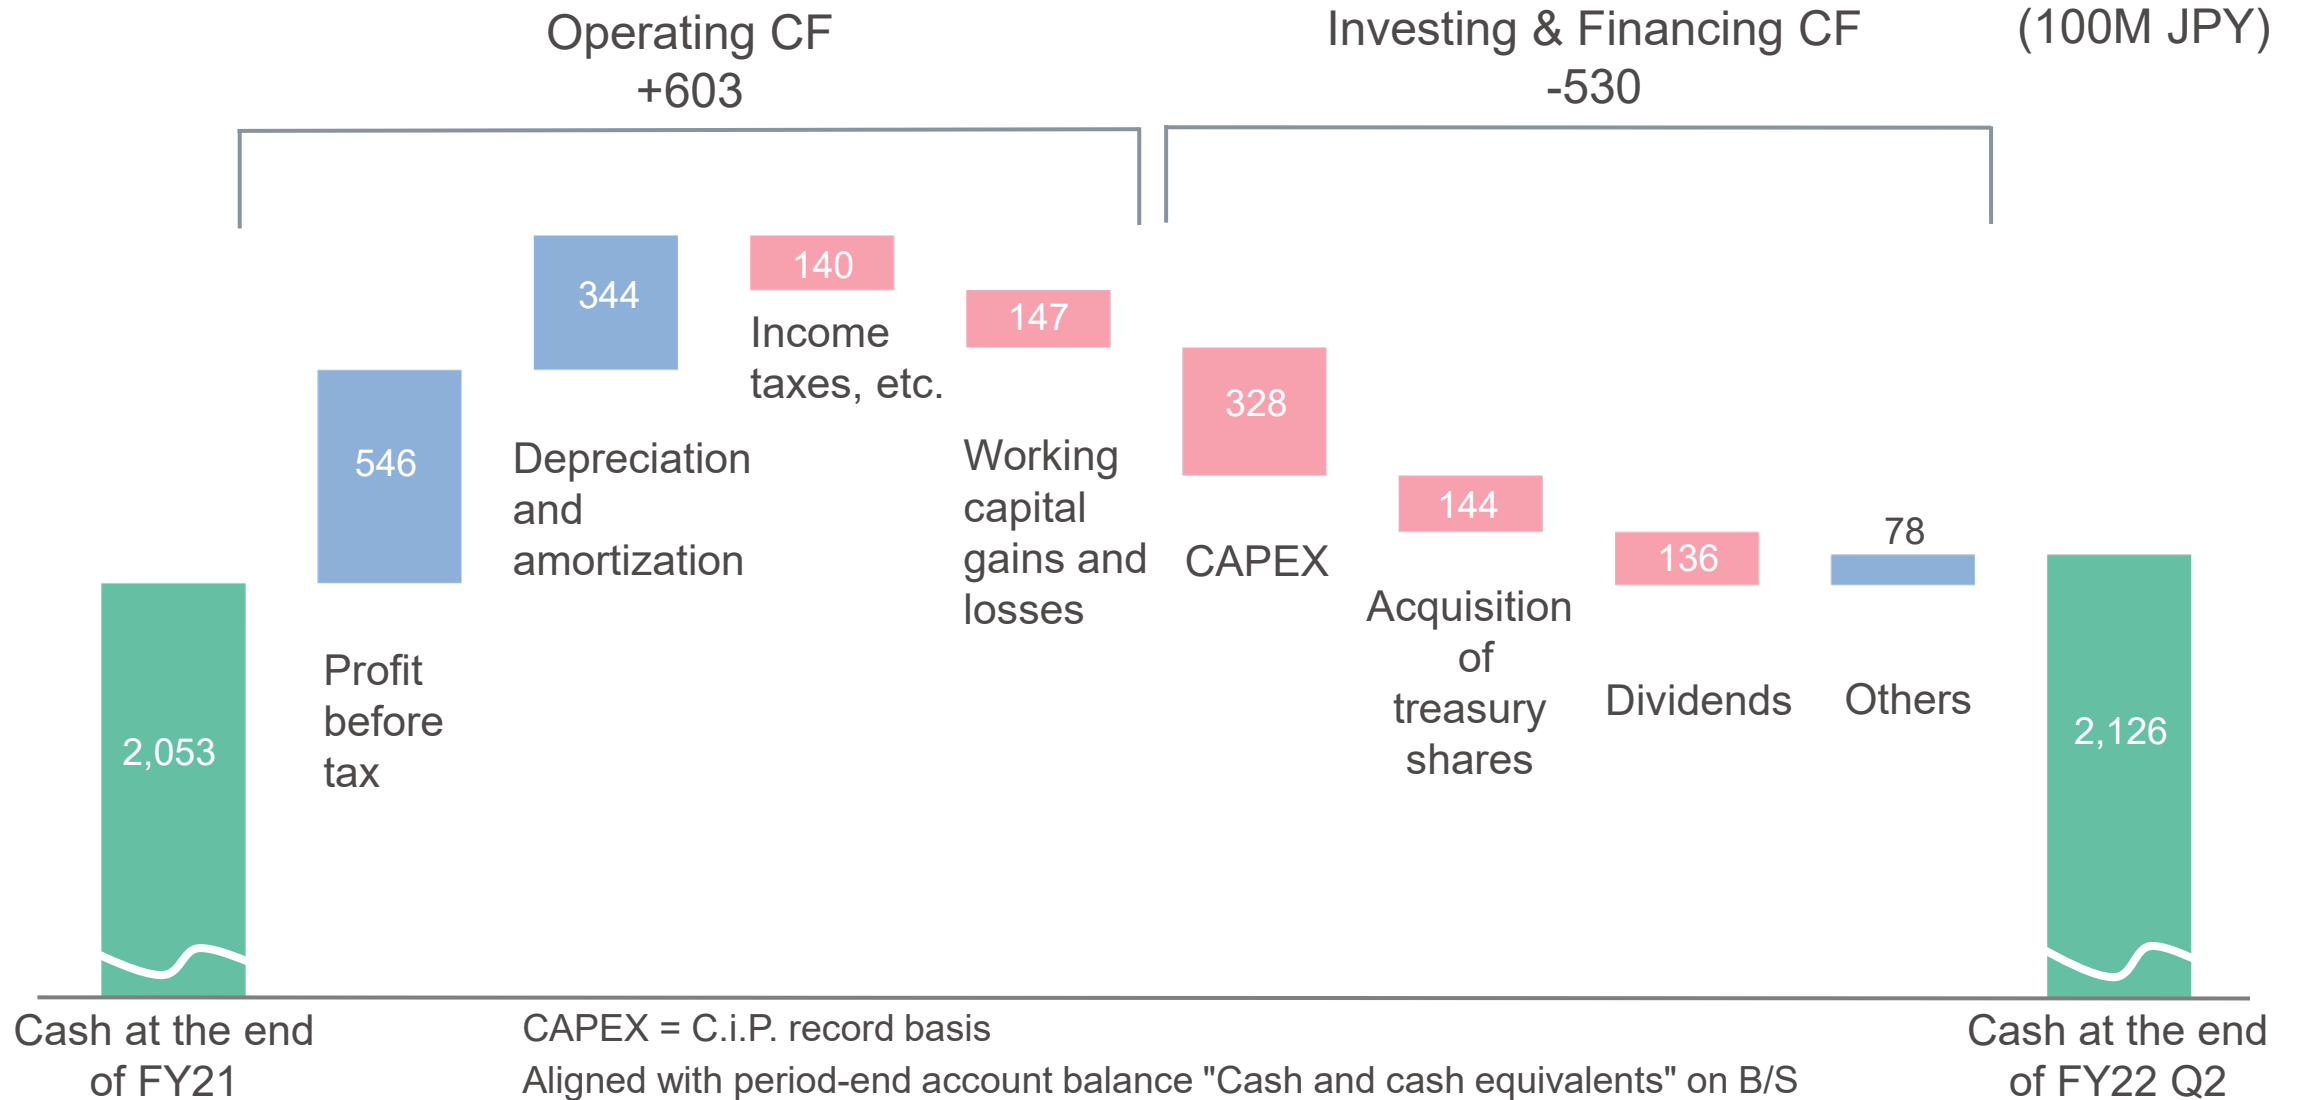 Operating CF
+603
Investing & Financing CF
-530
(100M JPY)
2,053
546
344
140
147
328
144
136
78
2,126
Profit
before
tax
Depreciation
and
amortization
Income
taxes, etc.
Working
capital
gains and
losses
CAPEX
Acquisition
of
treasury
shares
Dividends
Others
Cash at the end
of FY21
CAPEX = C.i.P. record basis
Aligned with period-end account balance "Cash and cash equivalents" on B/S
Cash at the end
of FY22 Q2